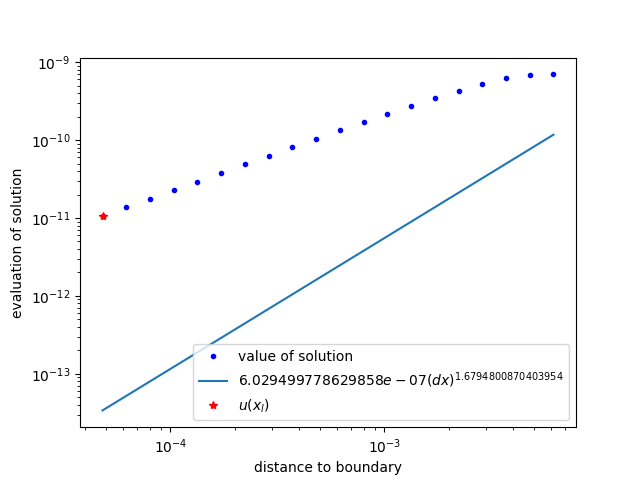 10⁻⁹
10⁻¹⁰
10⁻¹¹
10⁻¹²
10⁻¹³
evaluation of solution
value of solution
6.029499778629858e − 07(dx)^1.6794800870403954
u(x_l)
10⁻⁴
10⁻³
distance to boundary